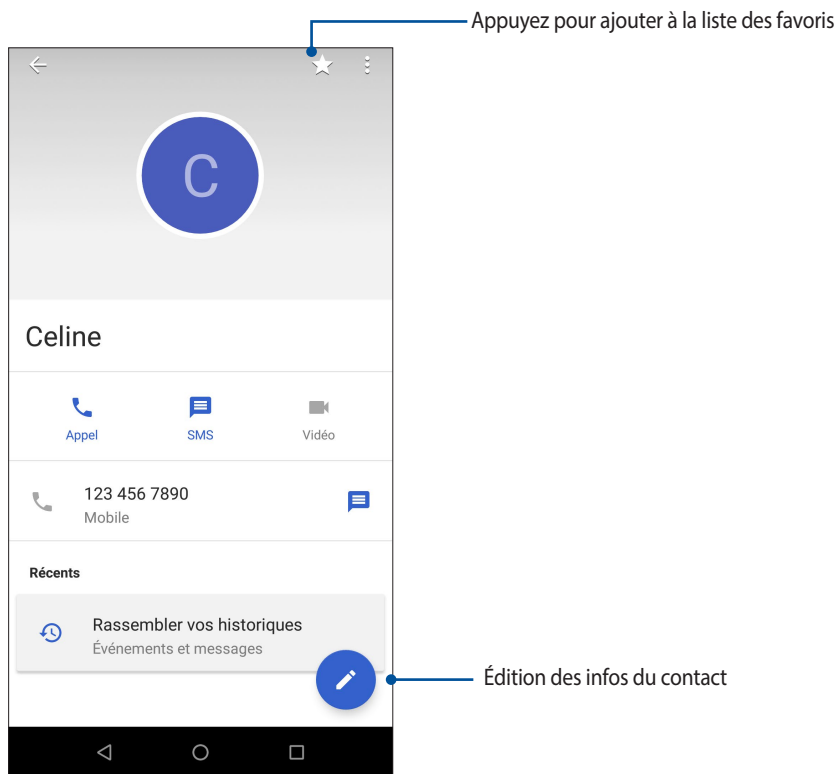 Appuyez pour ajouter à la liste des favoris
C
Celine
Appel
SMS
Vidéo
123 456 7890
Mobile
Récents
Rassembler vos historiques
Événements et messages
Édition des infos du contact